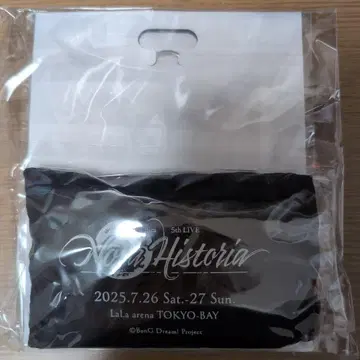 5th LIVE
Historia
2025.7.26 Sat.-27 Sun.
LaLa arena TOKYO-BAY
©BanG Dream! Project